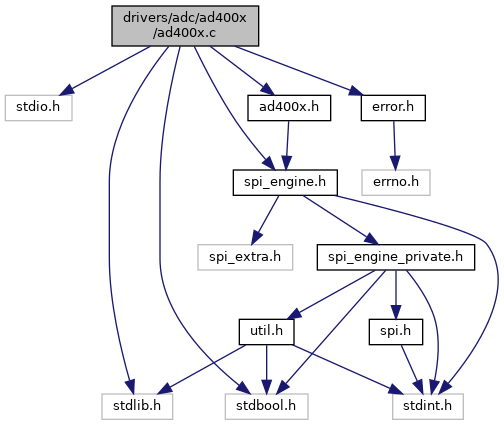 drivers/adc/ad400x
/ad400x.c
stdio.h
ad400x.h
error.h
spi_engine.h
errno.h
spi_extra.h
spi_engine_private.h
util.h
spi.h
stdlib.h
stdbool.h
stdint.h